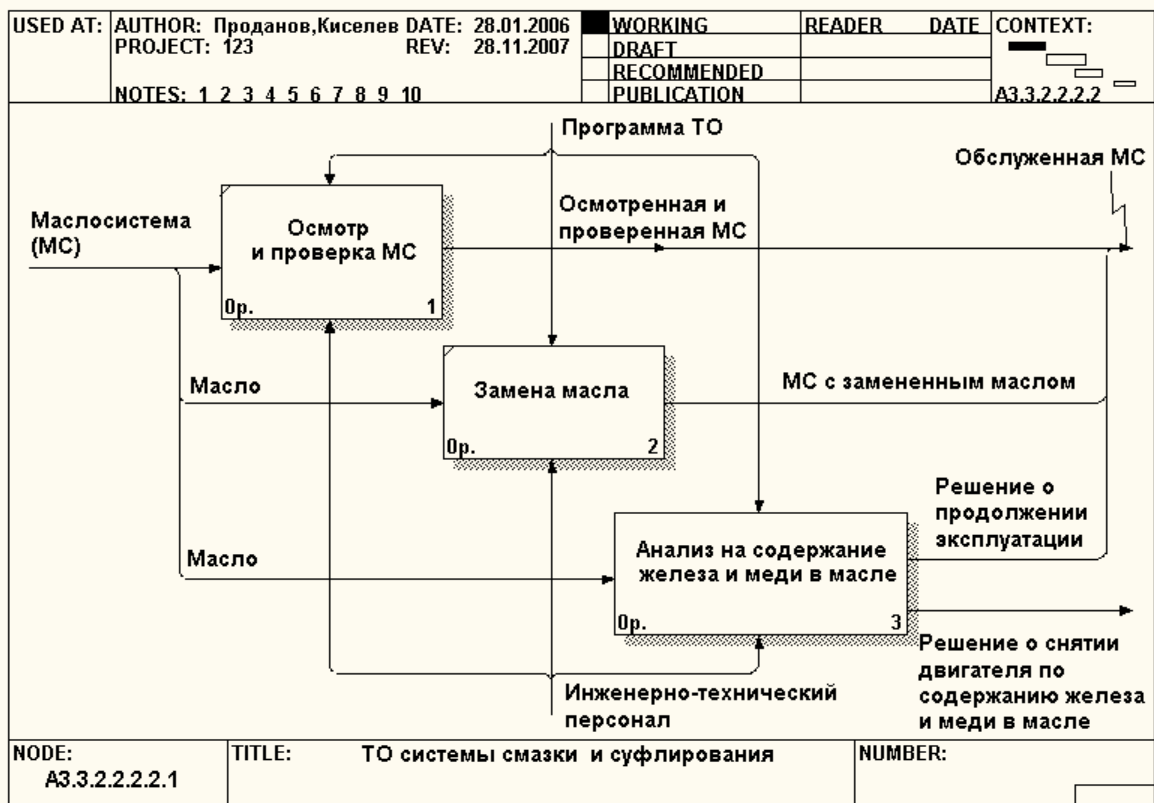 USED AT: AUTHOR: Проданов,Киселев DATE: 28.01.2006 WORKING READER DATE CONTEXT:
PROJECT: 123 REV: 28.11.2007 DRAFT
RECOMMENDED
NOTES: 1 2 3 4 5 6 7 8 9 10 PUBLICATION A3.3.2.2.2.2
Программа ТО
Обслуженная МС
Маслосистема
(МС)
Осмотр
и проверка МС
0р. 1
Осмотренная и
проверенная МС
Масло
Замена масла
0р. 2
МС с замененным маслом
Масло
Анализ на содержание
железа и меди в масле
0р. 3
Решение о
продолжении
эксплуатации
Решение о снятии
двигателя по
содержанию железа
и меди в масле
Инженерно-технический
персонал
NODE: TITLE: ТО системы смазки и суфлирования NUMBER:
A3.3.2.2.2.2.1